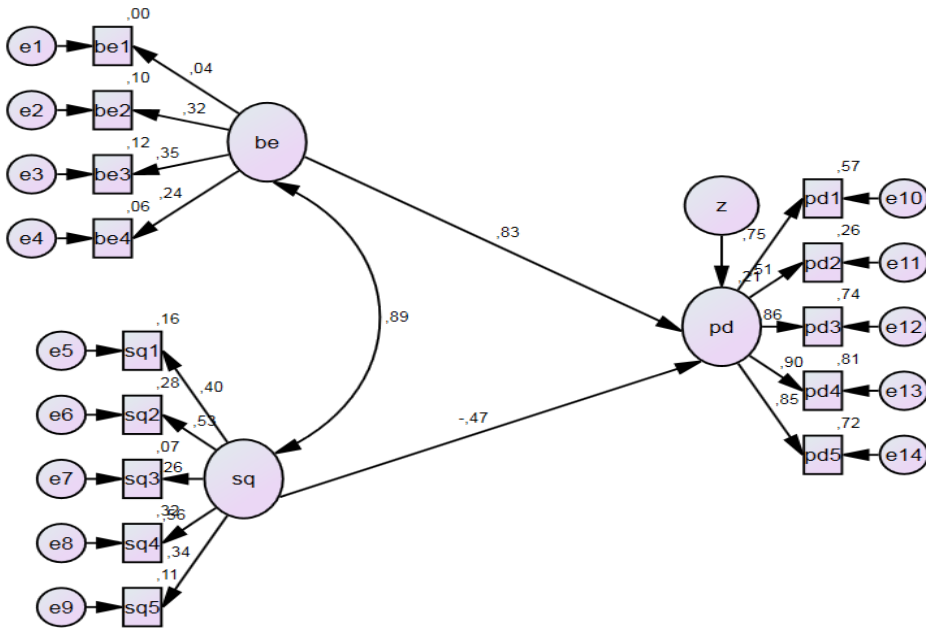 ,00
e1 be1
,04
,10
e2 be2 ,32
be
,12
e3 be3 ,35
,06 ,24
e4 be4
,83
,89
z
,57
pd1 e10
,75
,26
pd2 e11
,51
,21
,74
pd
,86
pd3 e12
,90 ,81
pd4 e13
,85 ,72
pd5 e14
-,47
,16
e5 sq1
,40
,28
e6 sq2 ,53
,07
e7 sq3 ,26
sq
,32 ,56
e8 sq4
,34
,11
e9 sq5